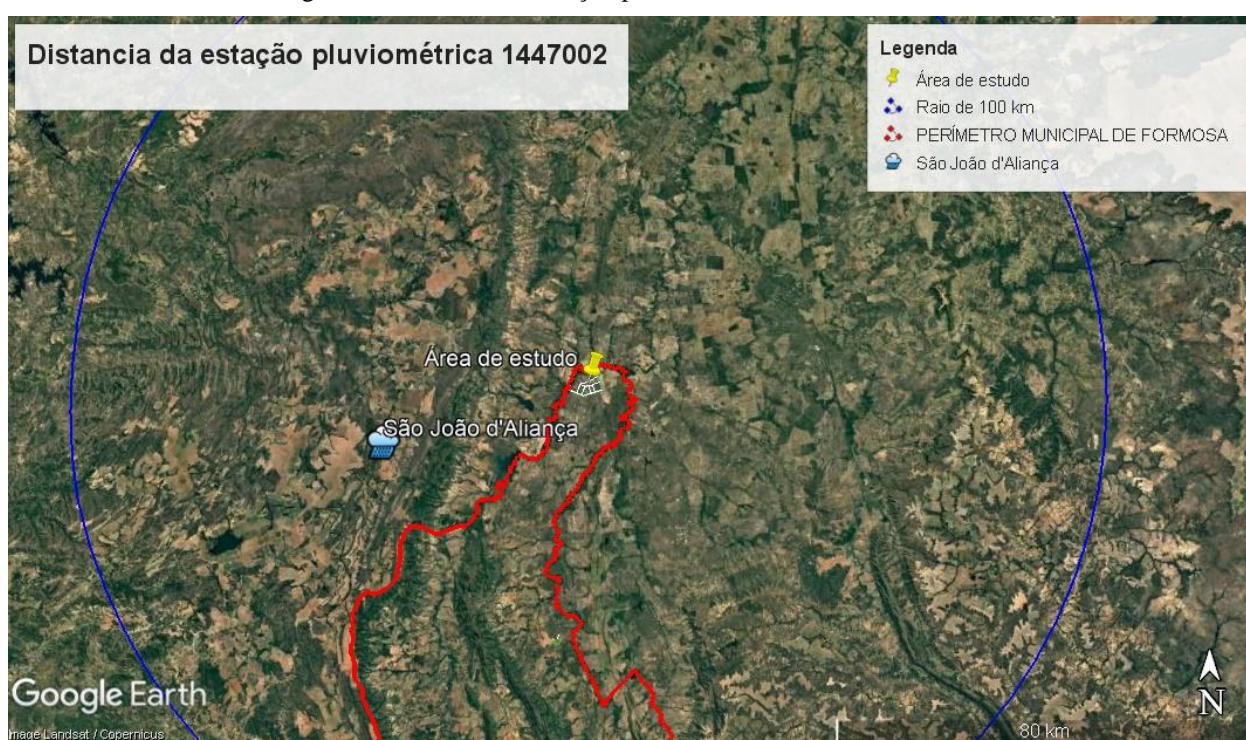 Distancia da estação pluviométrica 1447002
Legenda
Área de estudo
Raio de 100 km
PERÍMETRO MUNICIPAL DE FORMOSA
São João d'Aliança
Área de estudo
São João d'Aliança
Google Earth
Image Landsat / Copernicus
80 km
N